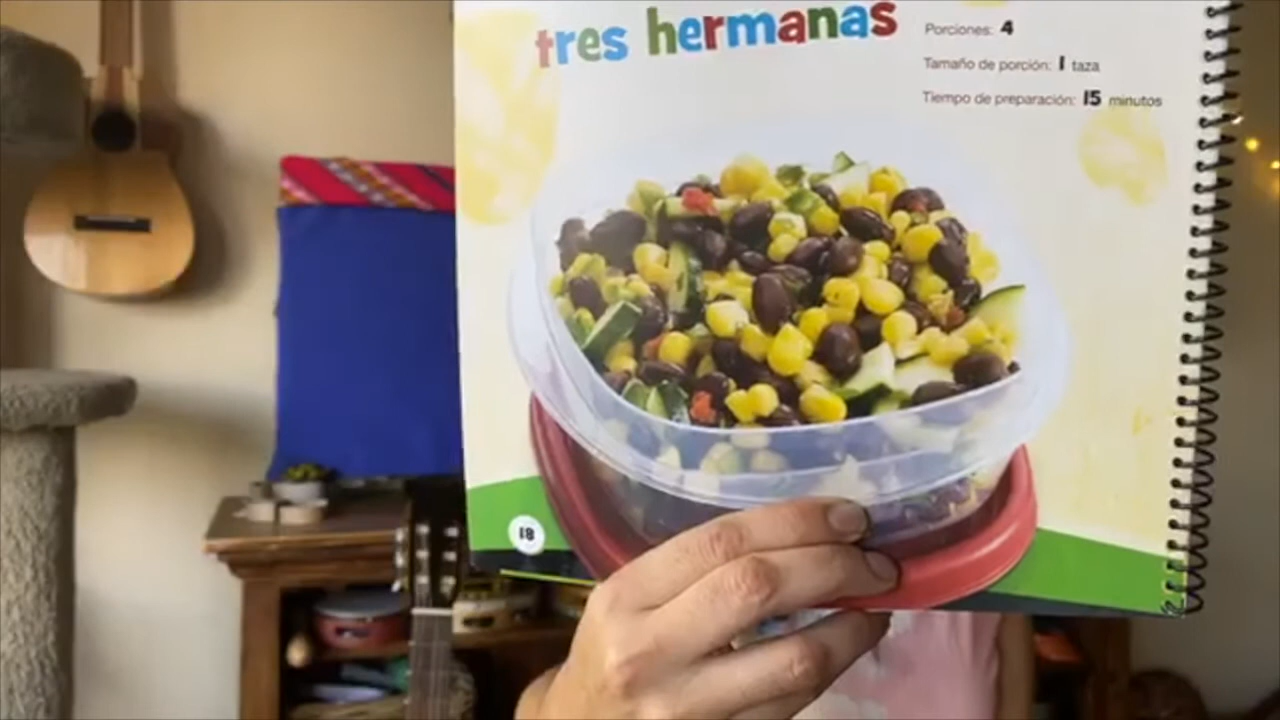 tres hermanas
Porciones: 4
Tamaño de porción: 1 taza
Tiempo de preparación: 15 minutos
18